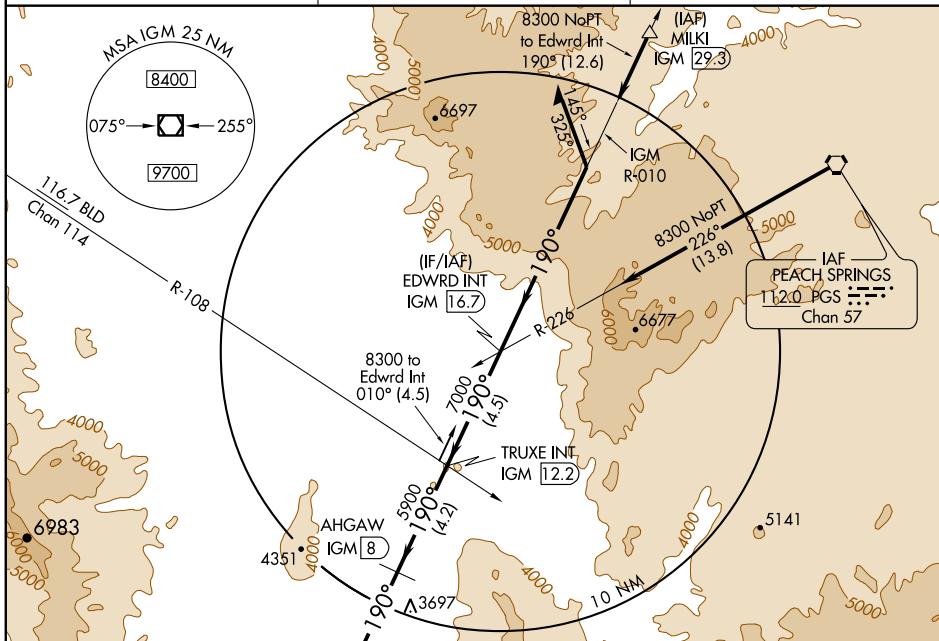 MSA IGM 25 NM
8400
075°
255°
9700
8300 NoPT
to Edwrd Int
190° (12.6)
(IAF)
MILKI
IGM 29.3
4000
5000
6697
145°
325°
IGM
R-010
4000
5000
190°
8300 NoPT
226°
(13.8)
5000
IAF
PEACH SPRINGS
112.0 PGS
Chan 57
116.7 BLD
Chan 114
R-108
(IF/IAF)
EDWRD INT
IGM 16.7
R-226
6000
6677
8300 to
Edwrd Int
010° (4.5)
7000
190°
(4.5)
TRUXE INT
IGM 12.2
4000
5000
6983
6000
5000
4351
4000
AHGAW
IGM 8
5900
190°
(4.2)
5141
4000
3697
190°
4000
10 NM
4000
5000